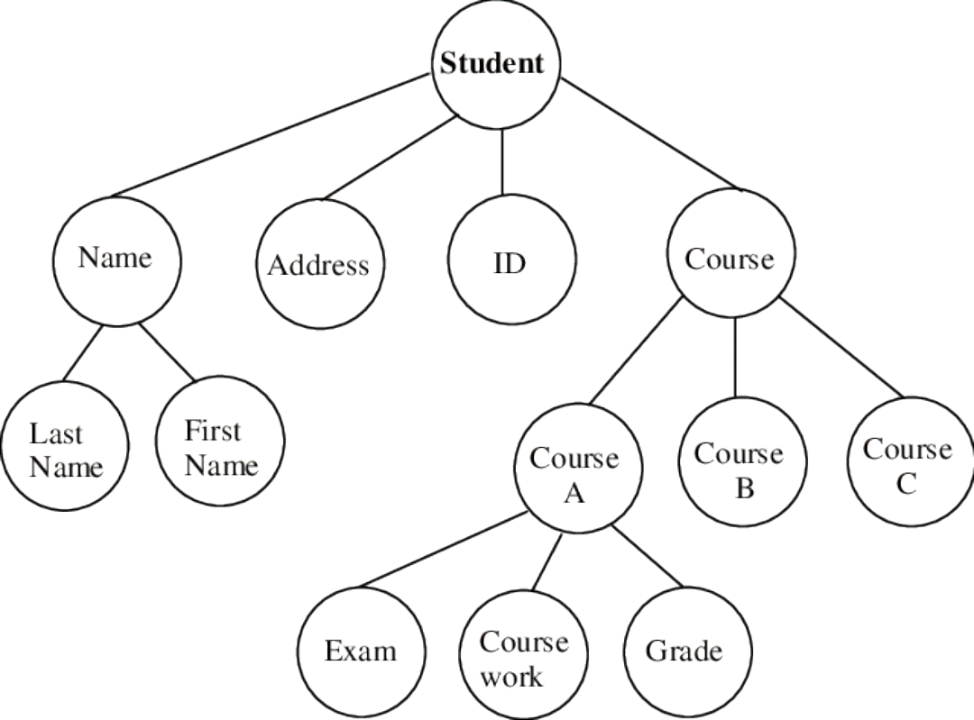 Student
Name
Address
ID
Course
Last
Name
First
Name
Course
A
Course
B
Course
C
Exam
Course
work
Grade